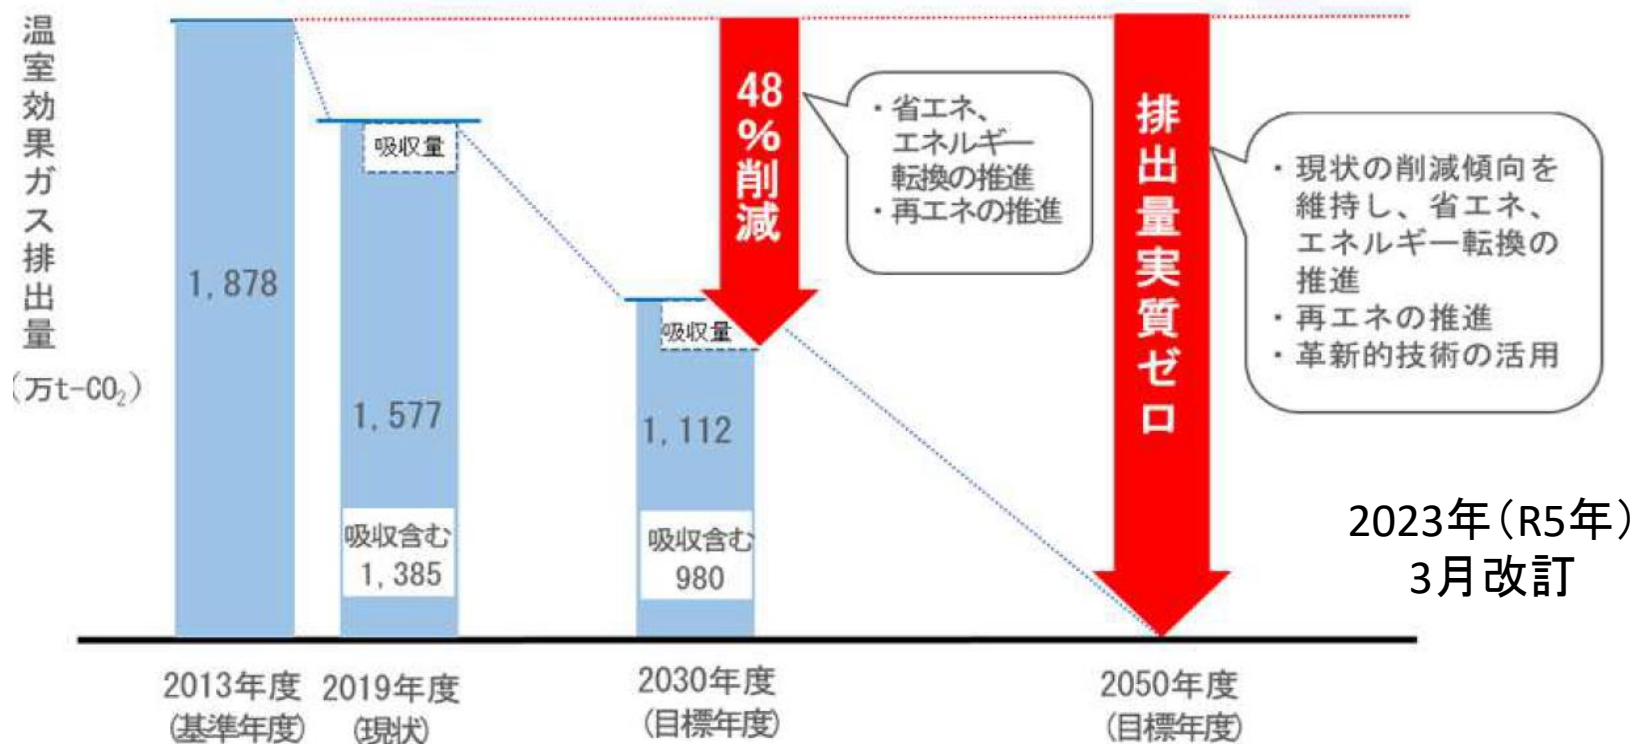 温室効果ガス排出量
(万t-CO₂)
1,878
吸収量
1,577
吸収含む
1,385
吸収量
1,112
吸収含む
980
48%削減
・省エネ、
エネルギー
転換の推進
・再エネの推進
排出量実質ゼロ
・現状の削減傾向を
維持し、省エネ、
エネルギー転換の
推進
・再エネの推進
・革新的技術の活用
2023年(R5年)
3月改訂
2013年度
(基準年度)
2019年度
(現状)
2030年度
(目標年度)
2050年度
(目標年度)